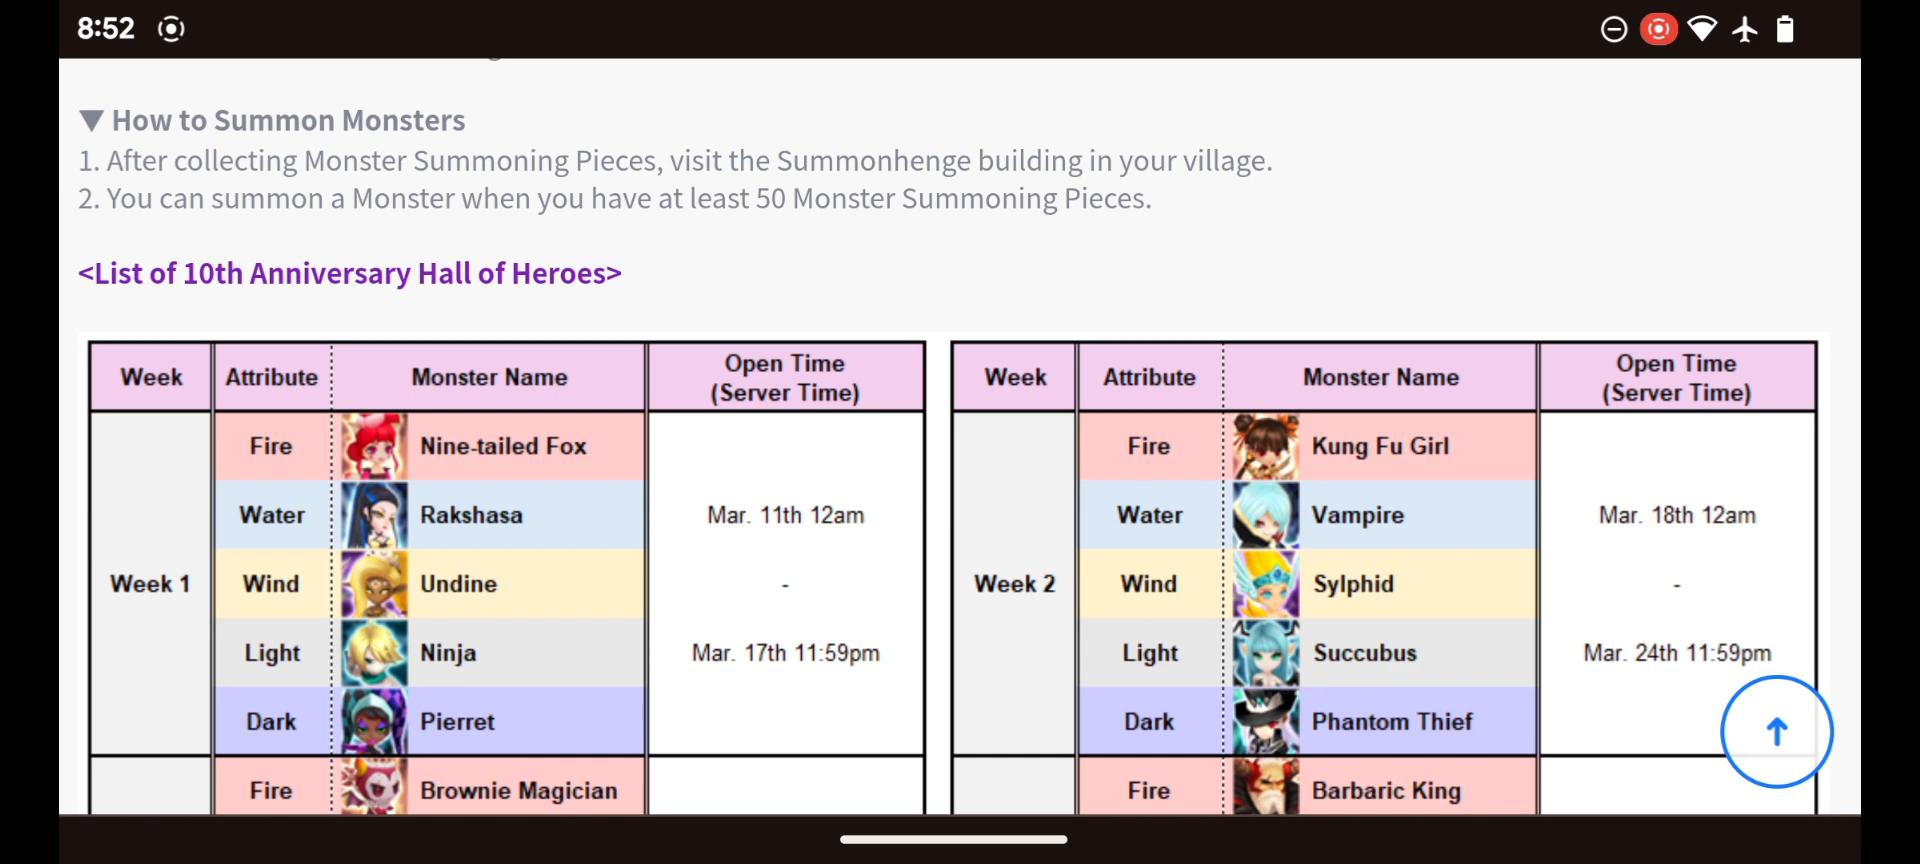 8:52
▼ How to Summon Monsters
1. After collecting Monster Summoning Pieces, visit the Summonhenge building in your village.
2. You can summon a Monster when you have at least 50 Monster Summoning Pieces.
<List of 10th Anniversary Hall of Heroes>
Week Attribute Monster Name Open Time (Server Time)
Week 1
Fire Nine-tailed Fox
Water Rakshasa
Wind Undine
Light Ninja
Dark Pierret
Mar. 11th 12am
-
Mar. 17th 11:59pm
Fire Brownie Magician
Week Attribute Monster Name Open Time (Server Time)
Week 2
Fire Kung Fu Girl
Water Vampire
Wind Sylphid
Light Succubus
Dark Phantom Thief
Mar. 18th 12am
-
Mar. 24th 11:59pm
Fire Barbaric King